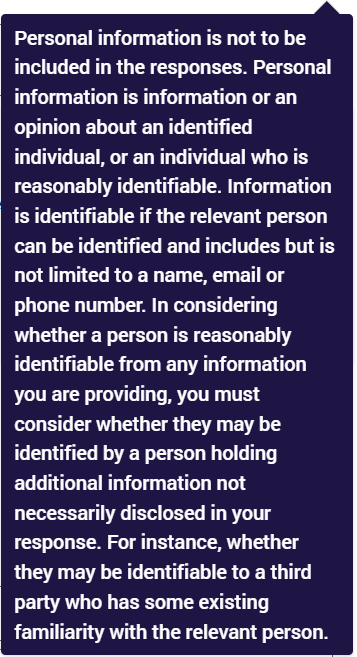 Personal information is not to be
included in the responses. Personal
information is information or an
opinion about an identified
individual, or an individual who is
reasonably identifiable. Information
is identifiable if the relevant person
can be identified and includes but is
not limited to a name, email or
phone number. In considering
whether a person is reasonably
identifiable from any information
you are providing, you must
consider whether they may be
identified by a person holding
additional information not
necessarily disclosed in your
response. For instance, whether
they may be identifiable to a third
party who has some existing
familiarity with the relevant person.